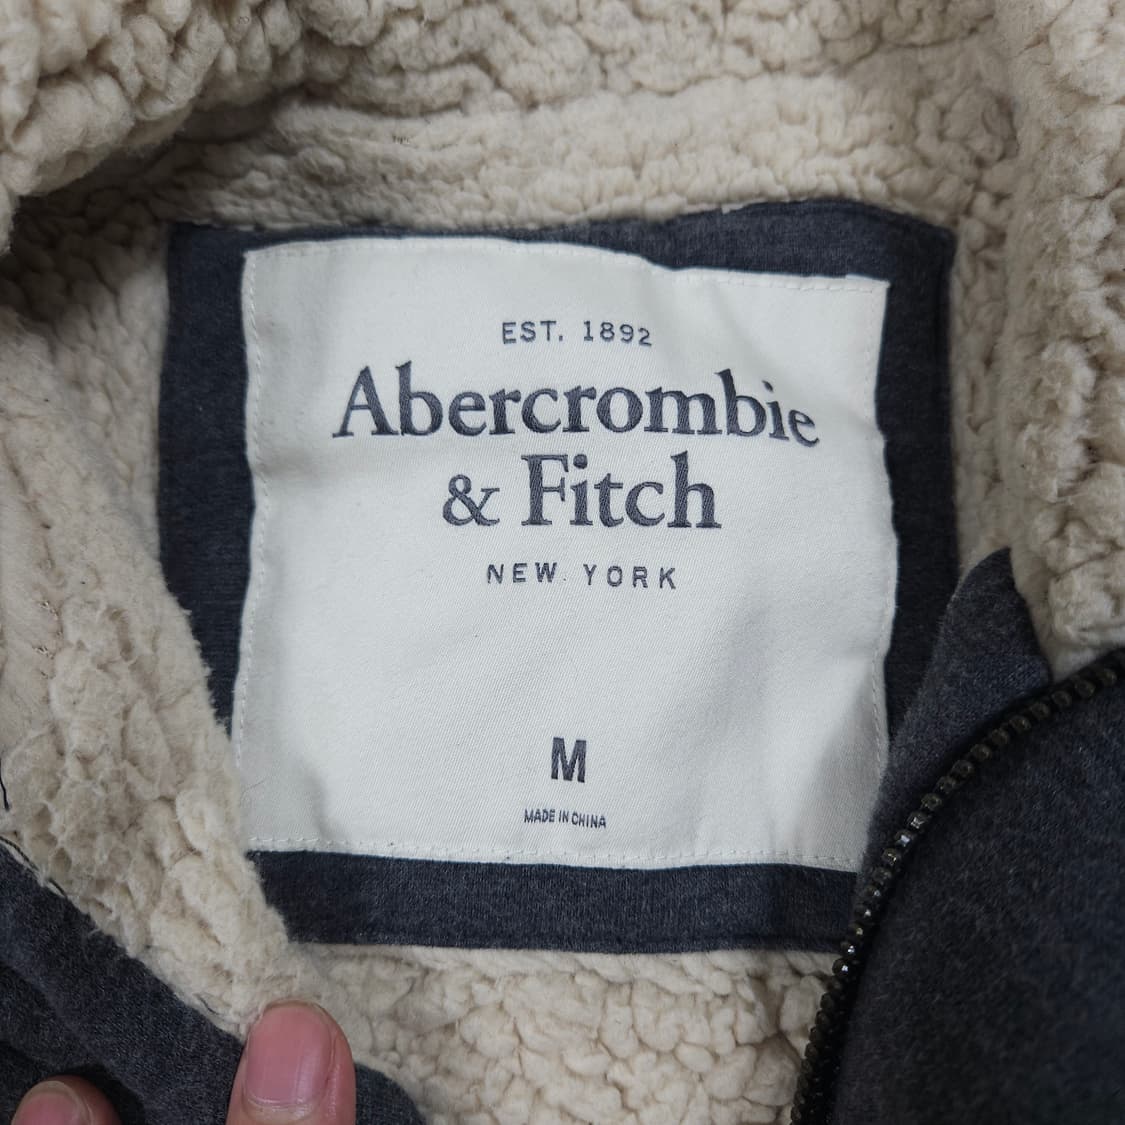 EST. 1892
Abercrombie
& Fitch
NEW YORK
M
MADE IN CHINA